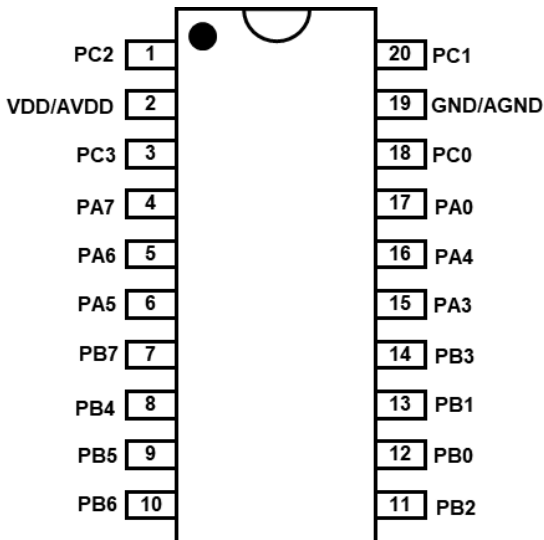 PC2 1 20 PC1
VDD/AVDD 2 19 GND/AGND
PC3 3 18 PC0
PA7 4 17 PA0
PA6 5 16 PA4
PA5 6 15 PA3
PB7 7 14 PB3
PB4 8 13 PB1
PB5 9 12 PB0
PB6 10 11 PB2